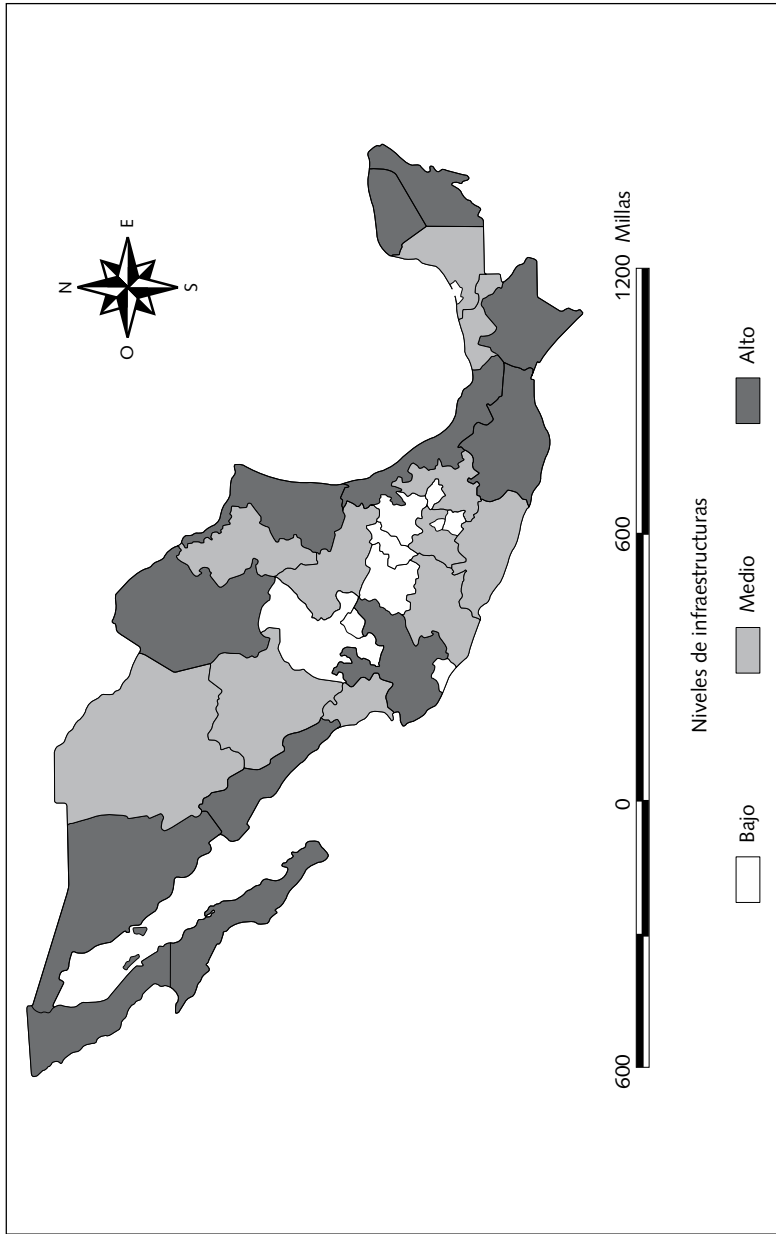 N
O
E
S
600
0
600
1200 Millas
Niveles de infraestructuras
Bajo
Medio
Alto